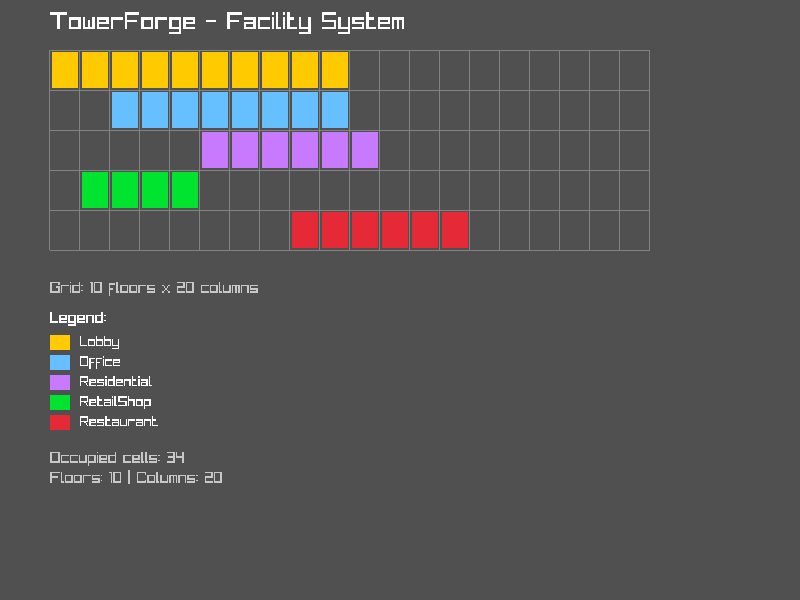 TowerForge - Facility System
Grid: 10 floors x 20 columns
Legend:
Lobby
Office
Residential
RetailShop
Restaurant
Occupied cells: 34
Floors: 10 | Columns: 20